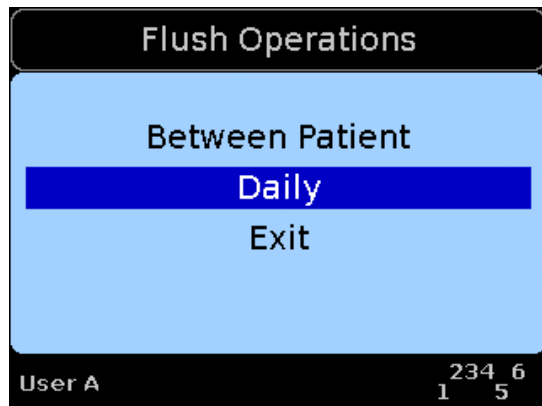 Flush Operations
Between Patient
Daily
Exit
User A
1 234 5 6